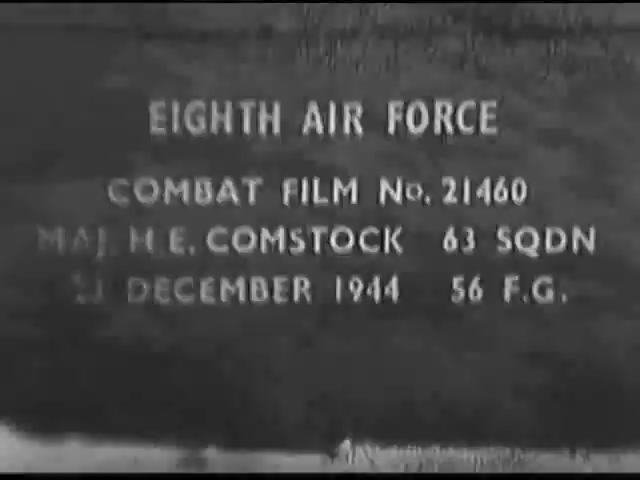 EIGHTH AIR FORCE
COMBAT FILM No. 21460
MAJ. H.E. COMSTOCK 63 SQDN
DECEMBER 1944 56 F.G.